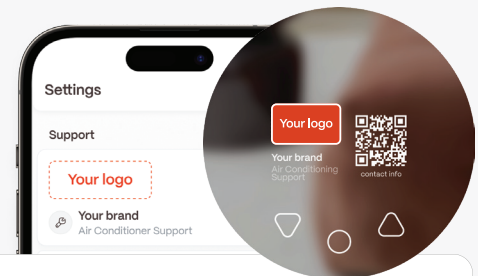 Settings
Support
Your logo
Your brand
Air Conditioner Support
Your logo
Your brand
Air Conditioning
Support
contact info